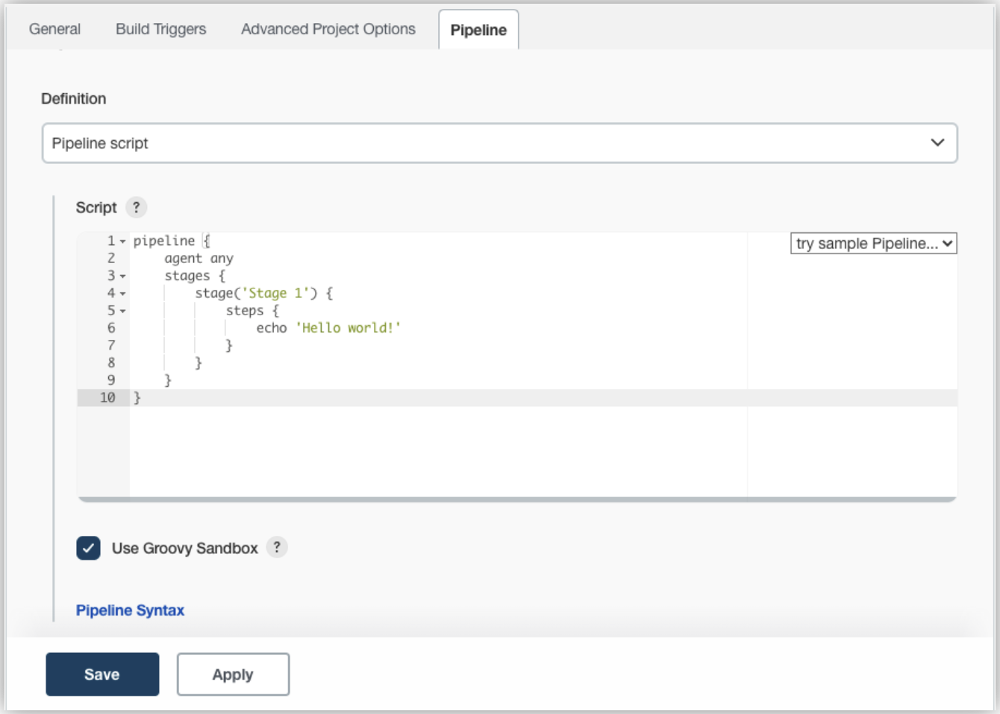 General Build Triggers Advanced Project Options Pipeline
Definition
Pipeline script
Script ?
try sample Pipeline...
1 pipeline {
2     agent any
3     stages {
4         stage('Stage 1') {
5             steps {
6                 echo 'Hello world!'
7             }
8         }
9     }
10 }
Use Groovy Sandbox ?
Pipeline Syntax
Save Apply